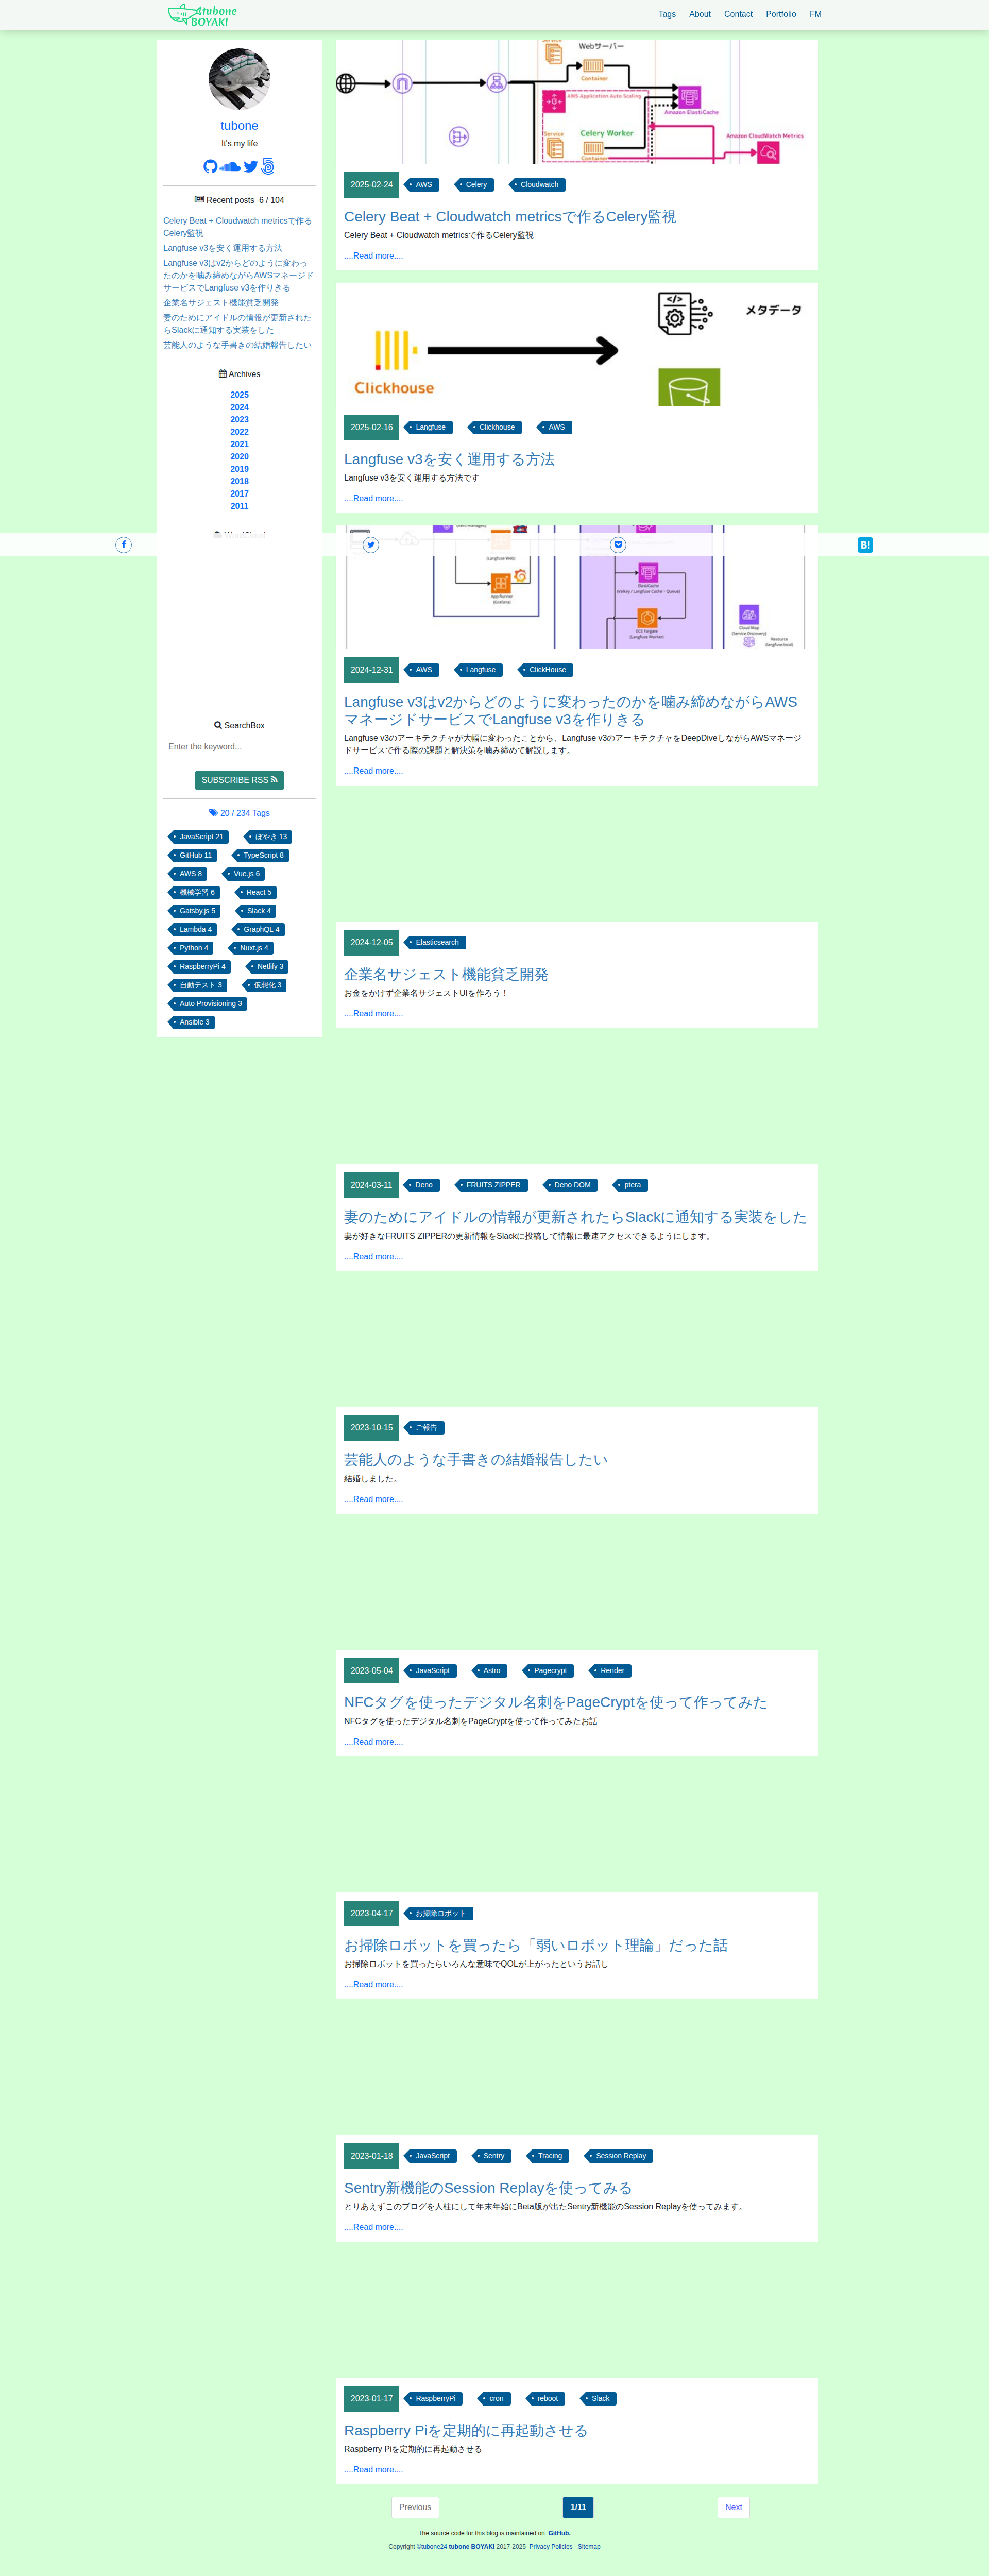 tubone
BOYAKI
Tags
About
Contact
Portfolio
FM
tubone
It's my life
Recent posts 6 / 104
Celery Beat + Cloudwatch metricsで作る
Celery監視
Langfuse v3を安く運用する方法
Langfuse v3はv2からどのように変わっ
たのかを噛み締めながらAWSマネージド
サービスでLangfuse v3を作りきる
企業名サジェスト機能貧乏開発
妻のためにアイドルの情報が更新された
らSlackに通知する実装をした
芸能人のような手書きの結婚報告したい
Archives
2025
2024
2023
2022
2021
2020
2019
2018
2017
2011
SearchBox
Enter the keyword...
SUBSCRIBE RSS
20 / 234 Tags
JavaScript 21
ぼやき 13
GitHub 11
TypeScript 8
AWS 8
Vue.js 6
機械学習 6
React 5
Gatsby.js 5
Slack 4
Lambda 4
GraphQL 4
Python 4
Nuxt.js 4
RaspberryPi 4
Netlify 3
自動テスト 3
仮想化 3
Auto Provisioning 3
Ansible 3
Webサーバー
Container
AWS Application Auto Scaling
Amazon ElastiCache
Service
Celery Worker
Amazon CloudWatch Metrics
Container
2025-02-24
AWS
Celery
Cloudwatch
Celery Beat + Cloudwatch metricsで作るCelery監視
Celery Beat + Cloudwatch metricsで作るCelery監視
....Read more....
メタデータ
Clickhouse
2025-02-16
Langfuse
Clickhouse
AWS
Langfuse v3を安く運用する方法
Langfuse v3を安く運用する方法です
....Read more....
B!
(Langfuse Web)
App Runner
(Grafana)
ElastiCache
(Valkey / Langfuse Cache・Queue)
ECS Fargate
(Langfuse Worker)
Cloud Map
(Service Discovery)
Resource
(langfuse.local)
2024-12-31
AWS
Langfuse
ClickHouse
Langfuse v3はv2からどのように変わったのかを噛み締めながらAWS
マネージドサービスでLangfuse v3を作りきる
Langfuse v3のアーキテクチャが大幅に変わったことから、Langfuse v3のアーキテクチャをDeepDiveしながらAWSマネージ
ドサービスで作る際の課題と解決策を噛み締めて解説します。
....Read more....
2024-12-05
Elasticsearch
企業名サジェスト機能貧乏開発
お金をかけず企業名サジェストUIを作ろう！
....Read more....
2024-03-11
Deno
FRUITS ZIPPER
Deno DOM
ptera
妻のためにアイドルの情報が更新されたらSlackに通知する実装をした
妻が好きなFRUITS ZIPPERの更新情報をSlackに投稿して情報に最速アクセスできるようにします。
....Read more....
2023-10-15
ご報告
芸能人のような手書きの結婚報告したい
結婚しました。
....Read more....
2023-05-04
JavaScript
Astro
Pagecrypt
Render
NFCタグを使ったデジタル名刺をPageCryptを使って作ってみた
NFCタグを使ったデジタル名刺をPageCryptを使って作ってみたお話
....Read more....
2023-04-17
お掃除ロボット
お掃除ロボットを買ったら「弱いロボット理論」だった話
お掃除ロボットを買ったらいろんな意味でQOLが上がったというお話し
....Read more....
2023-01-18
JavaScript
Sentry
Tracing
Session Replay
Sentry新機能のSession Replayを使ってみる
とりあえずこのブログを人柱にして年末年始にBeta版が出たSentry新機能のSession Replayを使ってみます。
....Read more....
2023-01-17
RaspberryPi
cron
reboot
Slack
Raspberry Piを定期的に再起動させる
Raspberry Piを定期的に再起動させる
....Read more....
Previous
1/11
Next
The source code for this blog is maintained on GitHub.
Copyright ©tubone24 tubone BOYAKI 2017-2025 Privacy Policies Sitemap